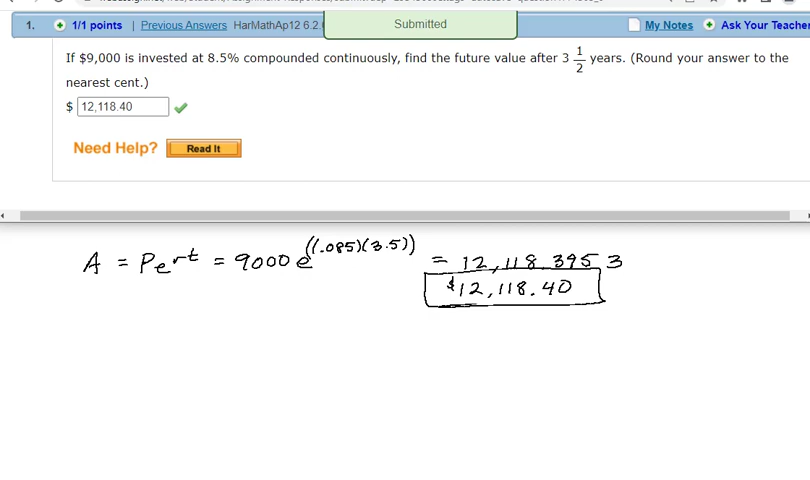 Submitted
1. 1/1 points | Previous Answers HarMathAp12 6.2. My Notes Ask Your Teacher
If $9,000 is invested at 8.5% compounded continuously, find the future value after 3 1/2 years. (Round your answer to the
nearest cent.)
$ 12,118.40
Need Help? Read It
A = Pe^rt = 9000 e^((.085)(3.5)) = 12,118.3953
$12,118.40